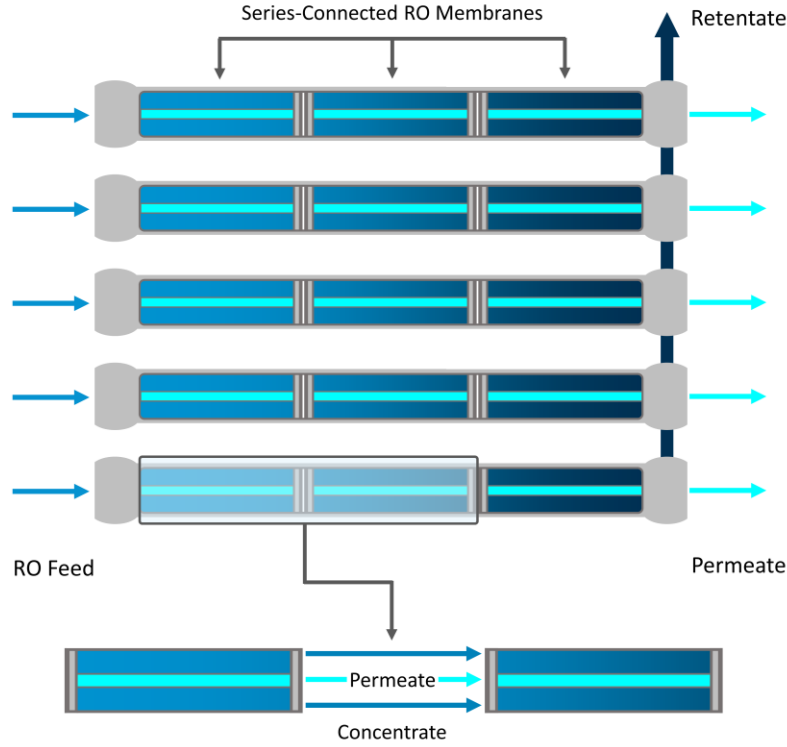 Series-Connected RO Membranes
Retentate
RO Feed
Permeate
Permeate
Concentrate